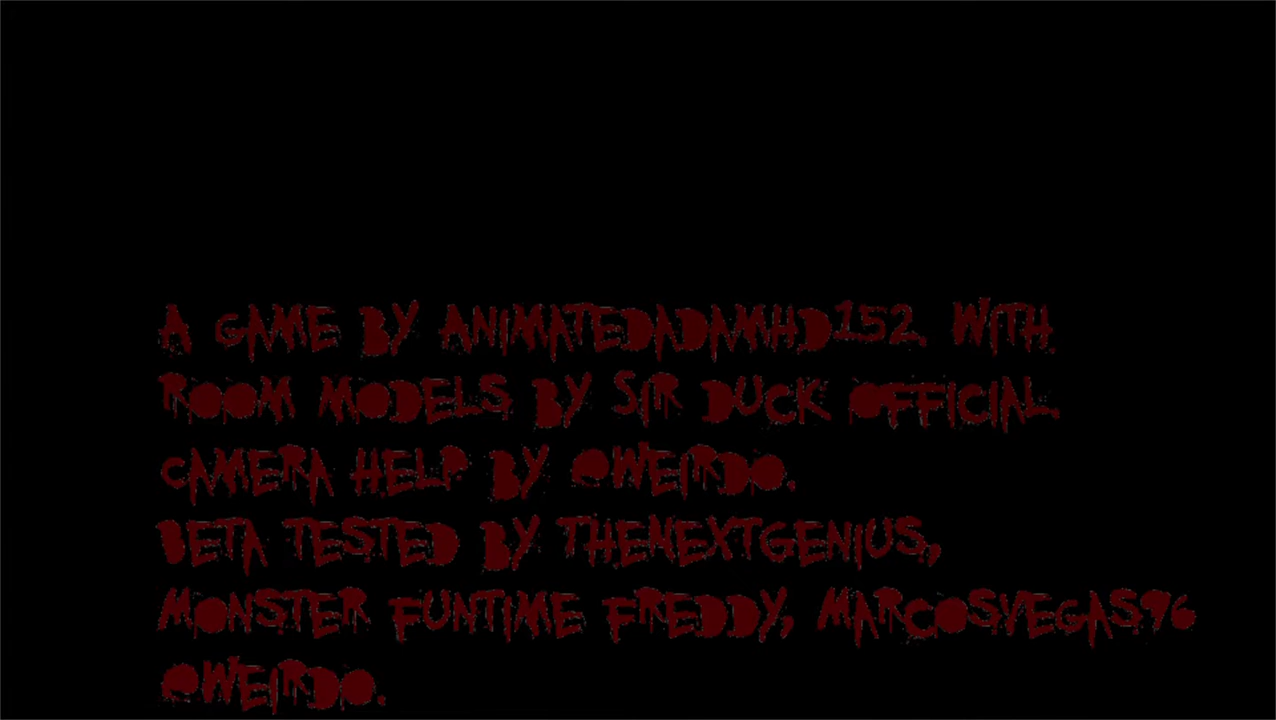 A GAME BY ANIMATEDADAMHD152. WITH
ROOM MODELS BY SIR DUCK OFFICIAL.
CAMERA HELP BY @WEIRDO.
BETA TESTED BY THENEXTGENIUS,
MONSTER FUNTIME FREDDY, MARCOSVEGAS96
@WEIRDO.